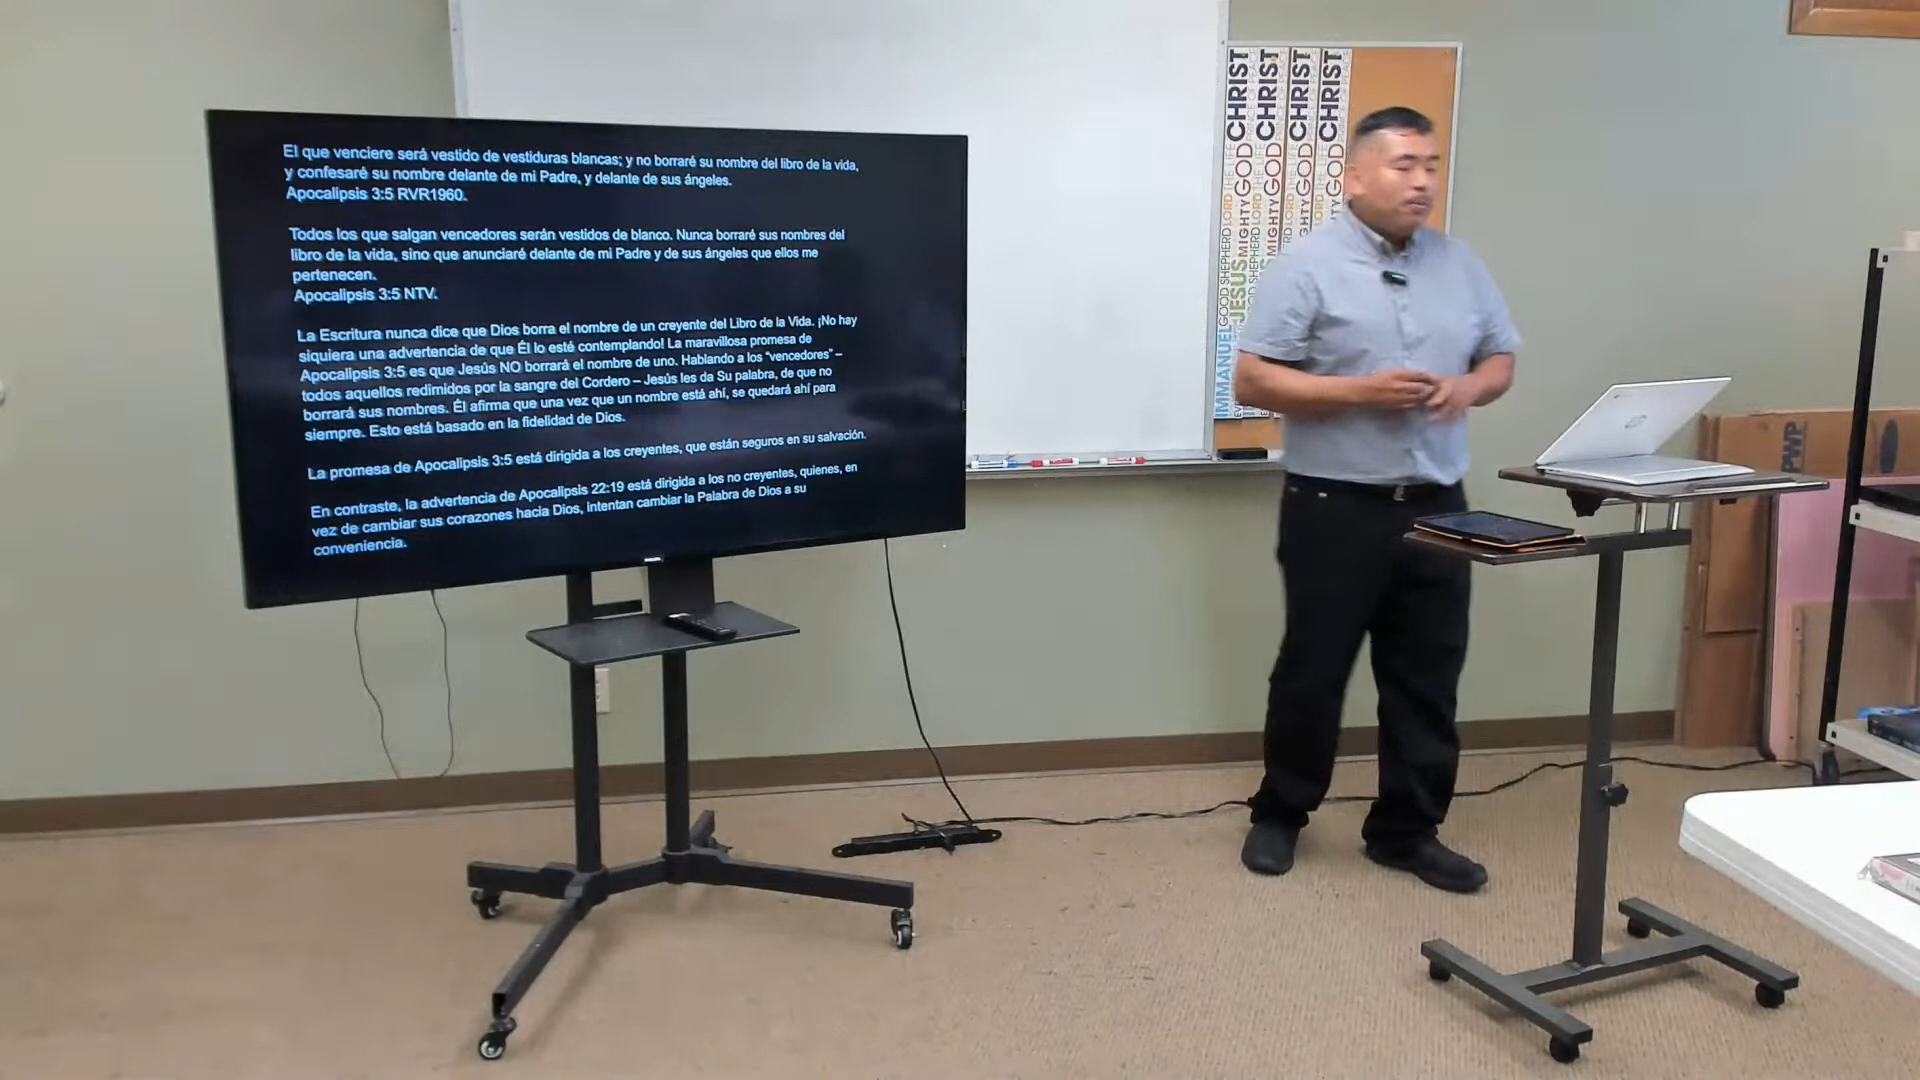 El que venciere será vestido de vestiduras blancas; y no borraré su nombre del libro de la vida,
y confesaré su nombre delante de mi Padre, y delante de sus ángeles.
Apocalipsis 3:5 RVR1960.
Todos los que salgan vencedores serán vestidos de blanco. Nunca borraré sus nombres del
libro de la vida, sino que anunciaré delante de mi Padre y de sus ángeles que ellos me
pertenecen.
Apocalipsis 3:5 NTV.
La Escritura nunca dice que Dios borra el nombre de un creyente del Libro de la Vida. ¡No hay
siquiera una advertencia de que Él lo esté contemplando! La maravillosa promesa de
Apocalipsis 3:5 es que Jesús NO borrará el nombre de uno. Hablando a los “vencedores” –
todos aquellos redimidos por la sangre del Cordero – Jesús les da Su palabra, de que no
borrará sus nombres. Él afirma que una vez que un nombre está ahí, se quedará ahí para
siempre. Esto está basado en la fidelidad de Dios.
La promesa de Apocalipsis 3:5 está dirigida a los creyentes, que están seguros en su salvación.
En contraste, la advertencia de Apocalipsis 22:19 está dirigida a los no creyentes, quienes, en
vez de cambiar sus corazones hacia Dios, intentan cambiar la Palabra de Dios a su
conveniencia.
PHILIPS
CHRIST CHRIST CHRIST CHRIST
MIGHTY GOD MIGHTY GOD MIGHTY GOD
IMMANUEL GOOD SHEPHERD LORD THE LIFE
JESUS
hp
PWP